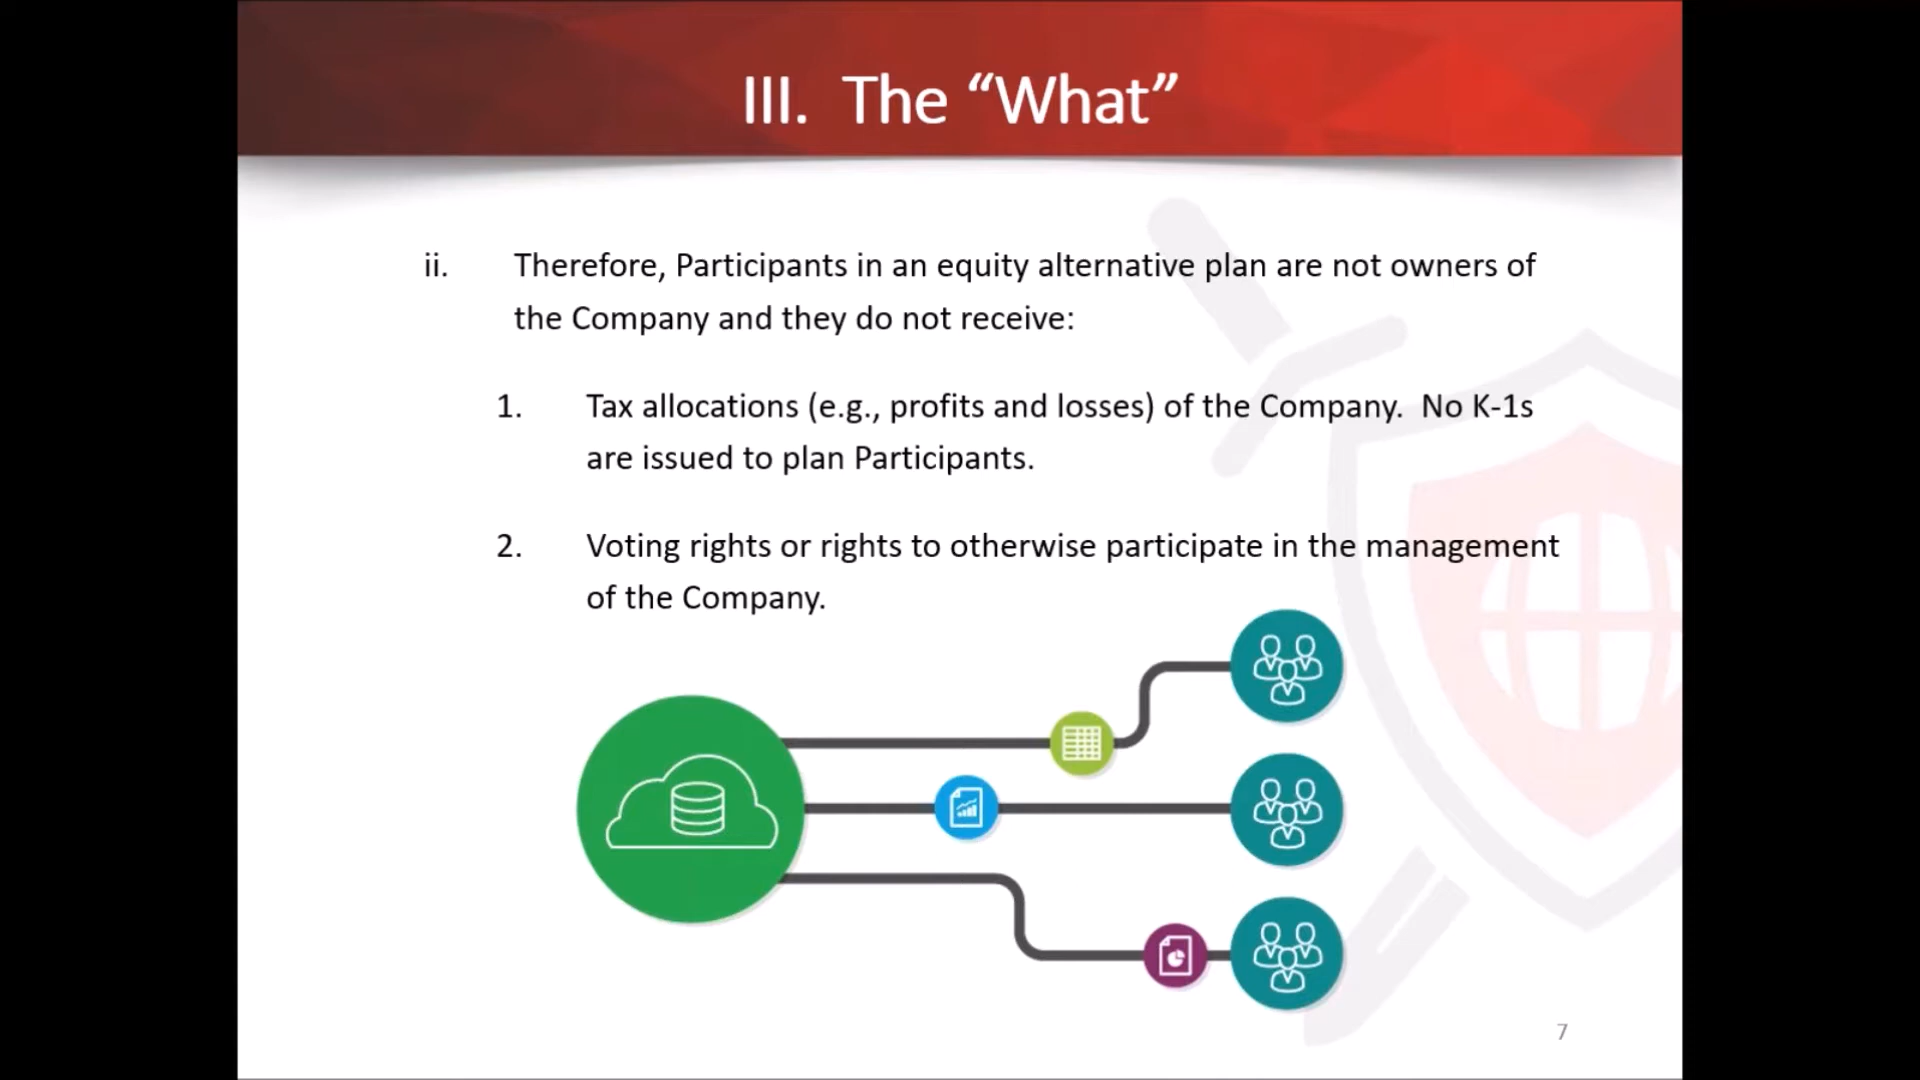 III. The “What”
ii. Therefore, Participants in an equity alternative plan are not owners of
the Company and they do not receive:
1. Tax allocations (e.g., profits and losses) of the Company. No K-1s
are issued to plan Participants.
2. Voting rights or rights to otherwise participate in the management
of the Company.
7